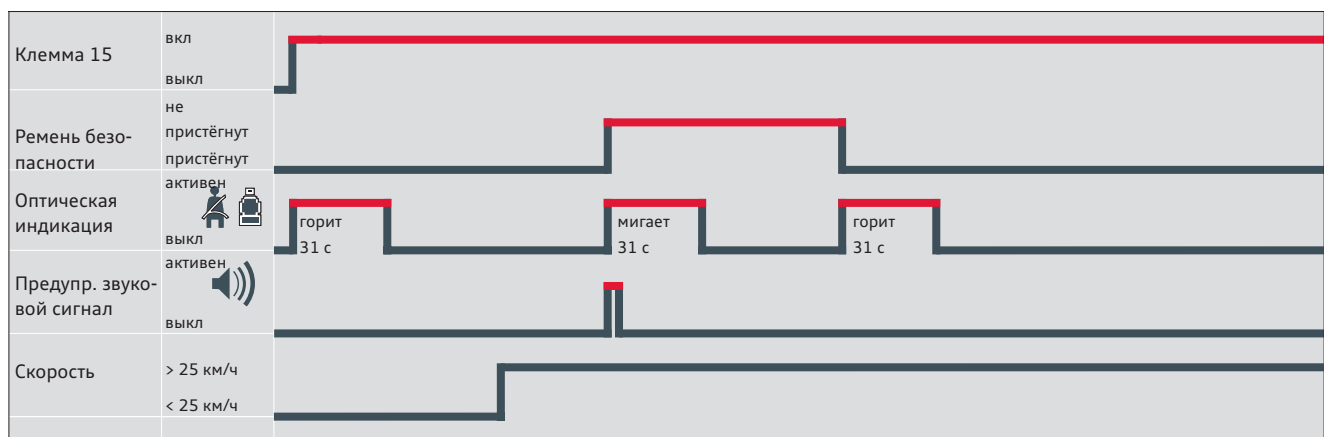 Клемма 15
вкл
выкл
Ремень безо-
пасности
не
пристёгнут
пристёгнут
Оптическая
индикация
активен
выкл
горит
31 с
мигает
31 с
горит
31 с
Предупр. звуко-
вой сигнал
активен
выкл
Скорость
> 25 км/ч
< 25 км/ч